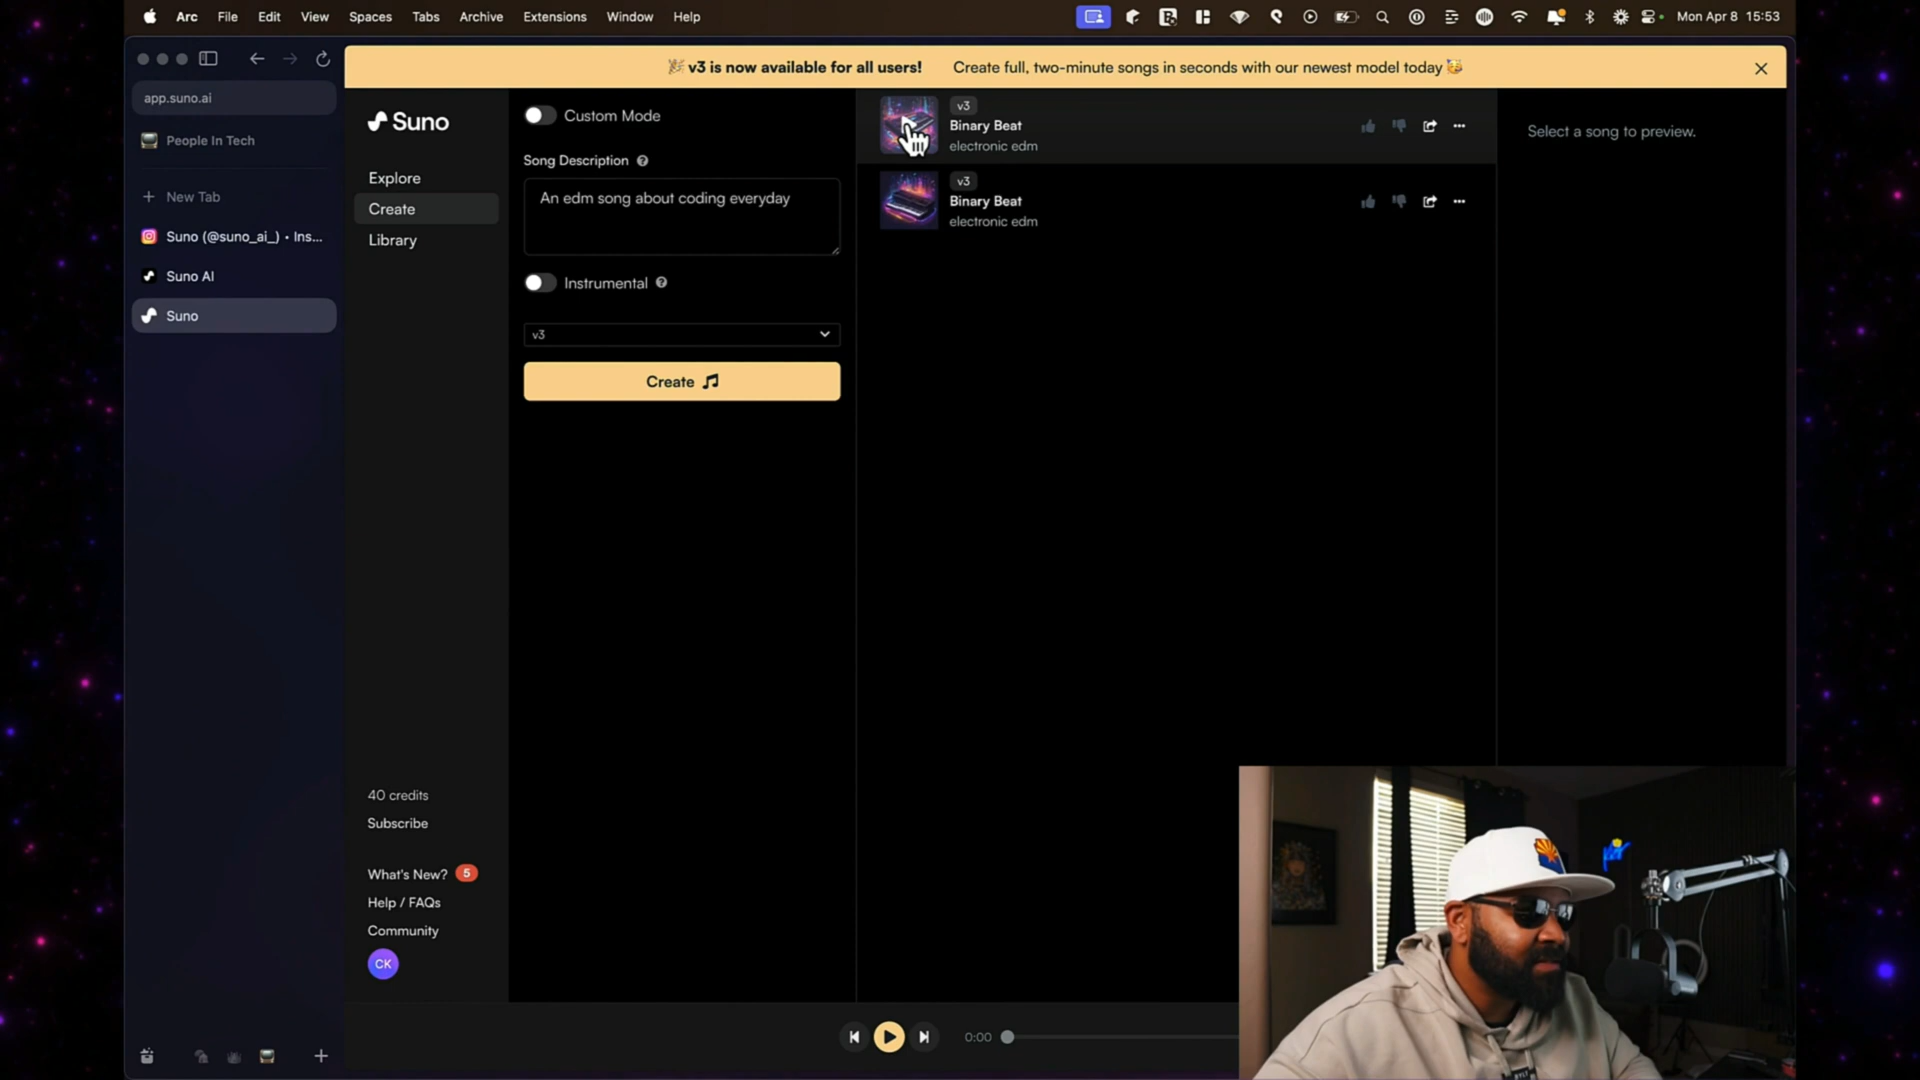 Arc File Edit View Spaces Tabs Archive Extensions Window Help
Mon Apr 8 15:53
app.suno.ai
People In Tech
New Tab
Suno (@suno_ai_) • Ins...
Suno AI
Suno
v3 is now available for all users! Create full, two-minute songs in seconds with our newest model today
Suno
Explore
Create
Library
40 credits
Subscribe
What's New? 5
Help / FAQs
Community
CK
Custom Mode
Song Description
An edm song about coding everyday
Instrumental
v3
Create
v3
Binary Beat
electronic edm
v3
Binary Beat
electronic edm
Select a song to preview.
0:00